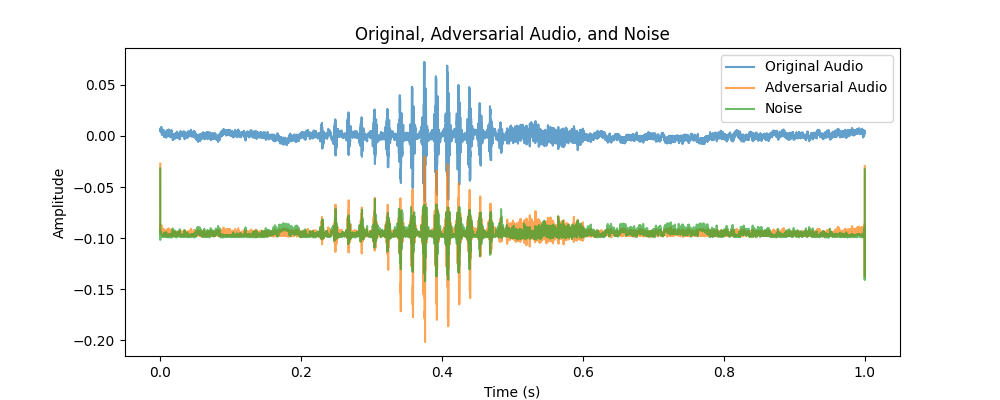 Original, Adversarial Audio, and Noise
Original Audio
Adversarial Audio
Noise
0.05
0.00
−0.05
−0.10
−0.15
−0.20
Amplitude
0.0 0.2 0.4 0.6 0.8 1.0
Time (s)